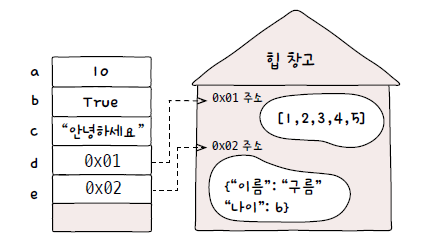 힙 창고
a 10
b True
c “안녕하세요”
d 0x01
e 0x02
0x01 주소
[1,2,3,4,5]
0x02 주소
{“이름”: “구름”
“나이”: 6}